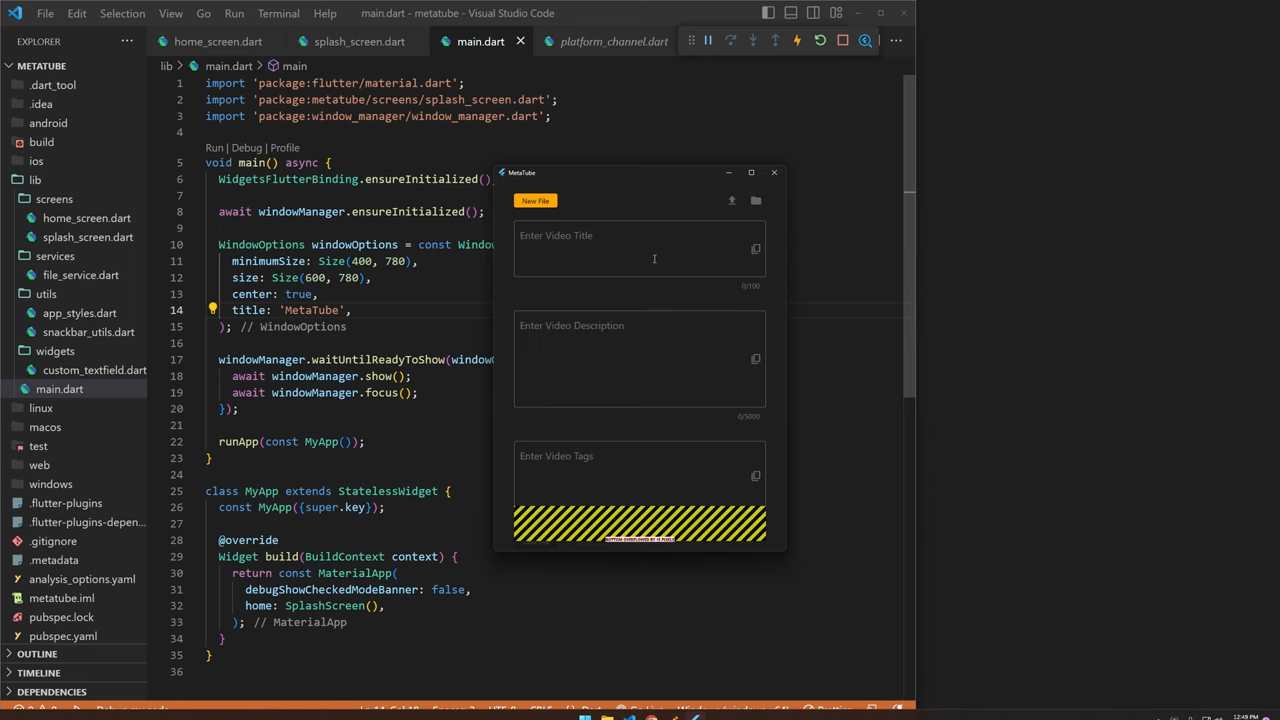 File Edit Selection View Go Run Terminal Help
main.dart - metatube - Visual Studio Code
EXPLORER
home_screen.dart
splash_screen.dart
main.dart
platform_channel.dart
METATUBE
.dart_tool
.idea
android
build
ios
lib
screens
home_screen.dart
splash_screen.dart
services
file_service.dart
utils
app_styles.dart
snackbar_utils.dart
widgets
custom_textfield.dart
main.dart
linux
macos
test
web
windows
.flutter-plugins
.flutter-plugins-depen...
.gitignore
.metadata
analysis_options.yaml
metatube.iml
pubspec.lock
pubspec.yaml
OUTLINE
TIMELINE
DEPENDENCIES
lib > main.dart > main
1 import 'package:flutter/material.dart';
2 import 'package:metatube/screens/splash_screen.dart';
3 import 'package:window_manager/window_manager.dart';
4
Run | Debug | Profile
5 void main() async {
6 WidgetsFlutterBinding.ensureInitialized()
7
8 await windowManager.ensureInitialized();
9
10 WindowOptions windowOptions = const Windo
11 minimumSize: Size(400, 780),
12 size: Size(600, 780),
13 center: true,
14 title: 'MetaTube',
15 ); // WindowOptions
16
17 windowManager.waitUntilReadyToShow(windowO
18 await windowManager.show();
19 await windowManager.focus();
20 });
21
22 runApp(const MyApp());
23 }
24
25 class MyApp extends StatelessWidget {
26 const MyApp({super.key});
27
28 @override
29 Widget build(BuildContext context) {
30 return const MaterialApp(
31 debugShowCheckedModeBanner: false,
32 home: SplashScreen(),
33 ); // MaterialApp
34 }
35 }
36
MetaTube
New File
Enter Video Title
0/100
Enter Video Description
0/5000
Enter Video Tags
12:49 PM